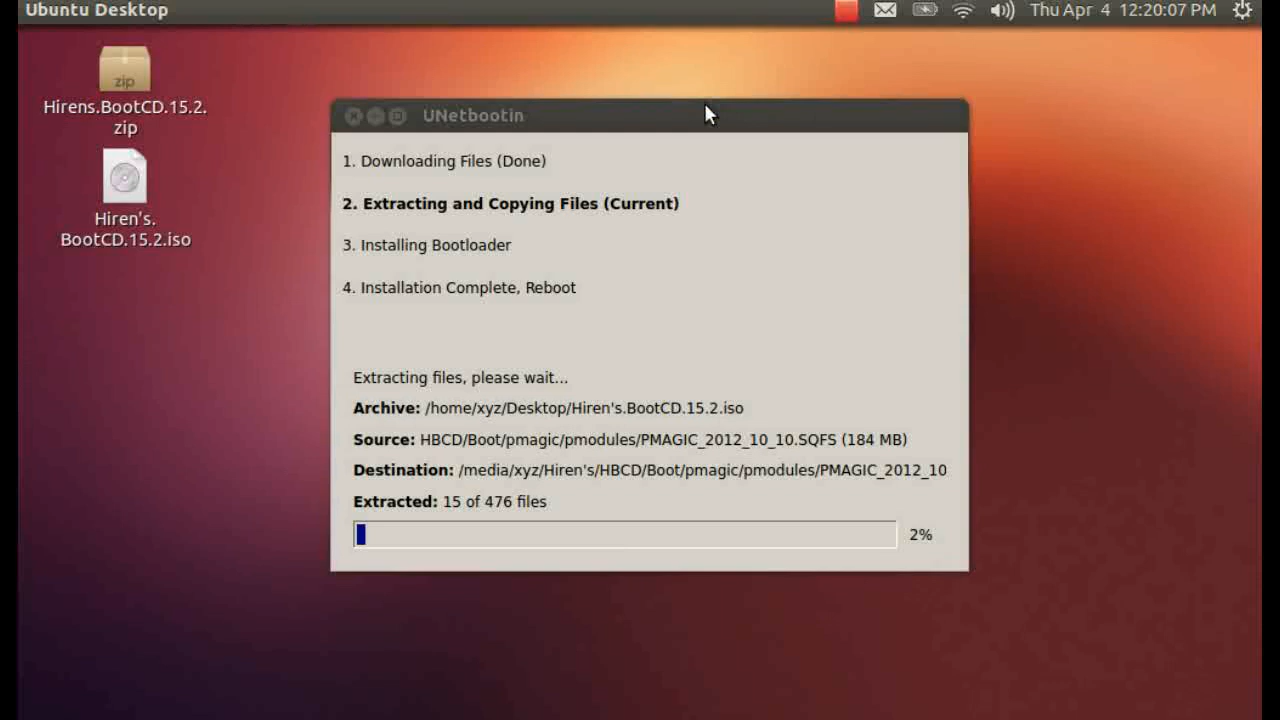 Ubuntu Desktop
Thu Apr 4 12:20:07 PM
zip
Hirens.BootCD.15.2.
zip
Hiren's.
BootCD.15.2.iso
UNetbootin
1. Downloading Files (Done)
2. Extracting and Copying Files (Current)
3. Installing Bootloader
4. Installation Complete, Reboot
Extracting files, please wait...
Archive: /home/xyz/Desktop/Hiren's.BootCD.15.2.iso
Source: HBCD/Boot/pmagic/pmodules/PMAGIC_2012_10_10.SQFS (184 MB)
Destination: /media/xyz/Hiren's/HBCD/Boot/pmagic/pmodules/PMAGIC_2012_10
Extracted: 15 of 476 files
2%